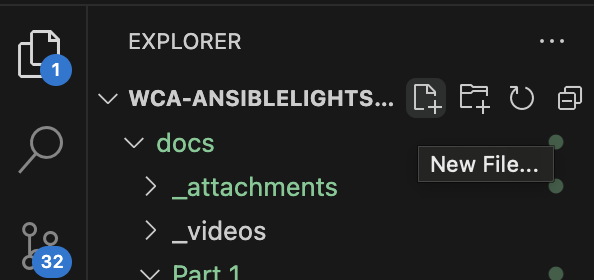 EXPLORER
1
WCA-ANSIBLELIGHTS...
docs
New File...
_attachments
_videos
32
Part 1